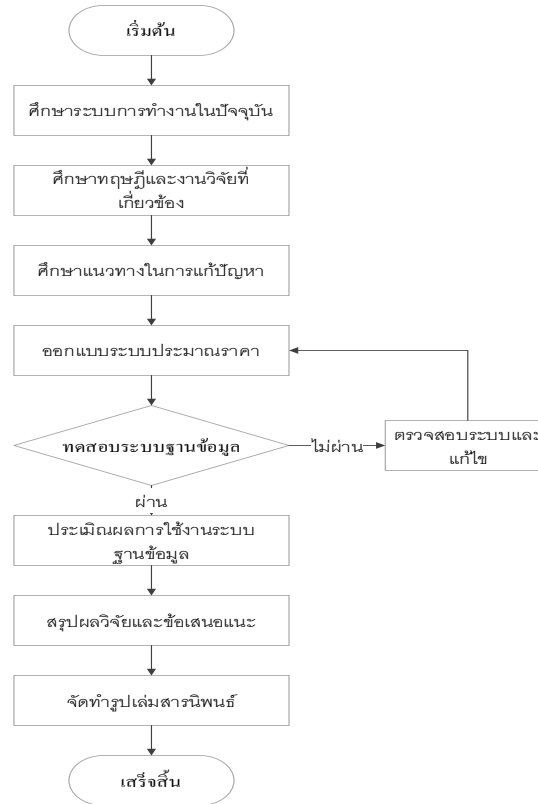 เริ่มต้น
ศึกษาระบบการทำงานในปัจจุบัน
ศึกษาทฤษฎีและงานวิจัยที่
เกี่ยวข้อง
ศึกษาแนวทางในการแก้ปัญหา
ออกแบบระบบประมาณราคา
ทดสอบระบบฐานข้อมูล
ไม่ผ่าน
ตรวจสอบระบบและ
แก้ไข
ผ่าน
ประเมิณผลการใช้งานระบบ
ฐานข้อมูล
สรุปผลวิจัยและข้อเสนอแนะ
จัดทำรูปเล่มสารนิพนธ์
เสร็จสิ้น